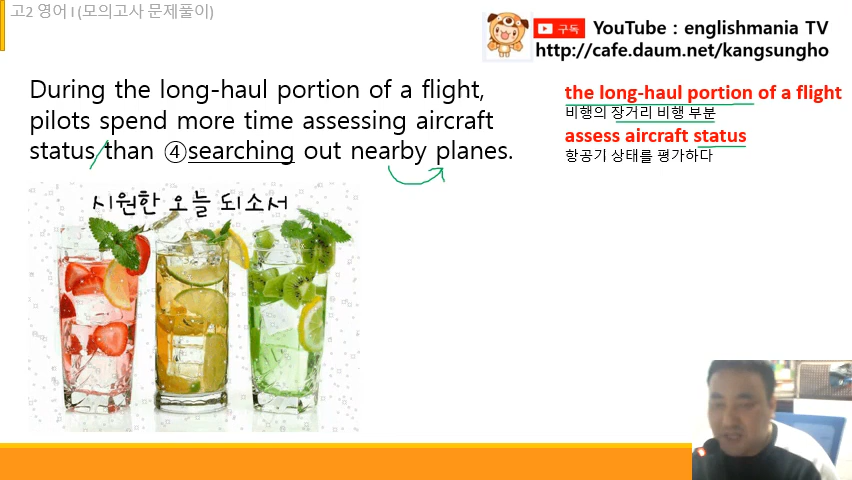 고2 영어 I (모의고사 문제풀이)
구독 YouTube : englishmania TV
http://cafe.daum.net/kangsungho
During the long-haul portion of a flight,
pilots spend more time assessing aircraft
status than ④searching out nearby planes.
the long-haul portion of a flight
비행의 장거리 비행 부분
assess aircraft status
항공기 상태를 평가하다
시원한 오늘 되소서